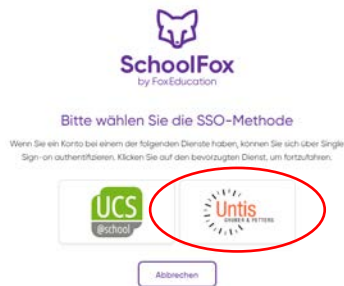 SchoolFox
by FoxEducation
Bitte wählen Sie die SSO-Methode
Wenn Sie ein Konto bei einem der folgenden Dienste haben, können Sie sich über Single
Sign-on authentifizieren. Klicken Sie auf den bevorzugten Dienst, um fortzufahren.
UCS
@school
Untis
GRUBER & PETTERS
Abbrechen